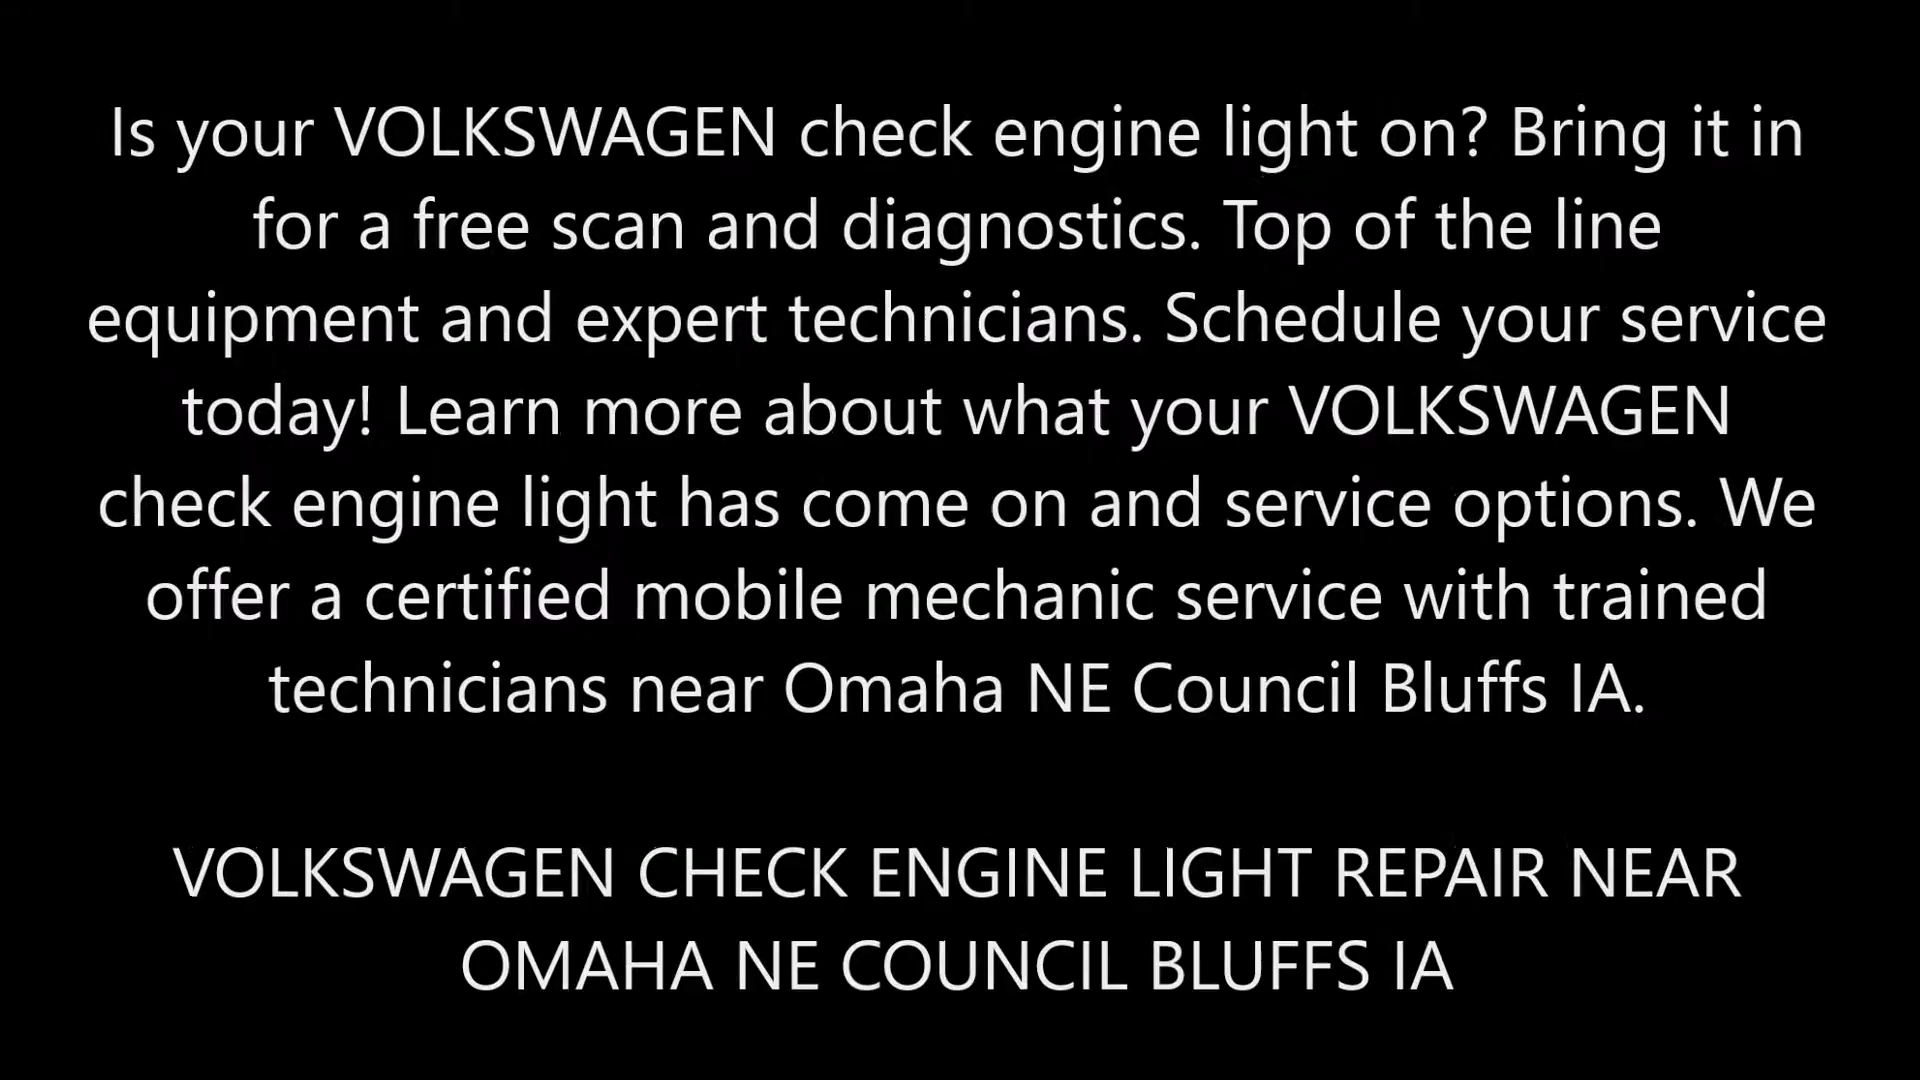 Is your VOLKSWAGEN check engine light on? Bring it in
for a free scan and diagnostics. Top of the line
equipment and expert technicians. Schedule your service
today! Learn more about what your VOLKSWAGEN
check engine light has come on and service options. We
offer a certified mobile mechanic service with trained
technicians near Omaha NE Council Bluffs IA.
VOLKSWAGEN CHECK ENGINE LIGHT REPAIR NEAR
OMAHA NE COUNCIL BLUFFS IA